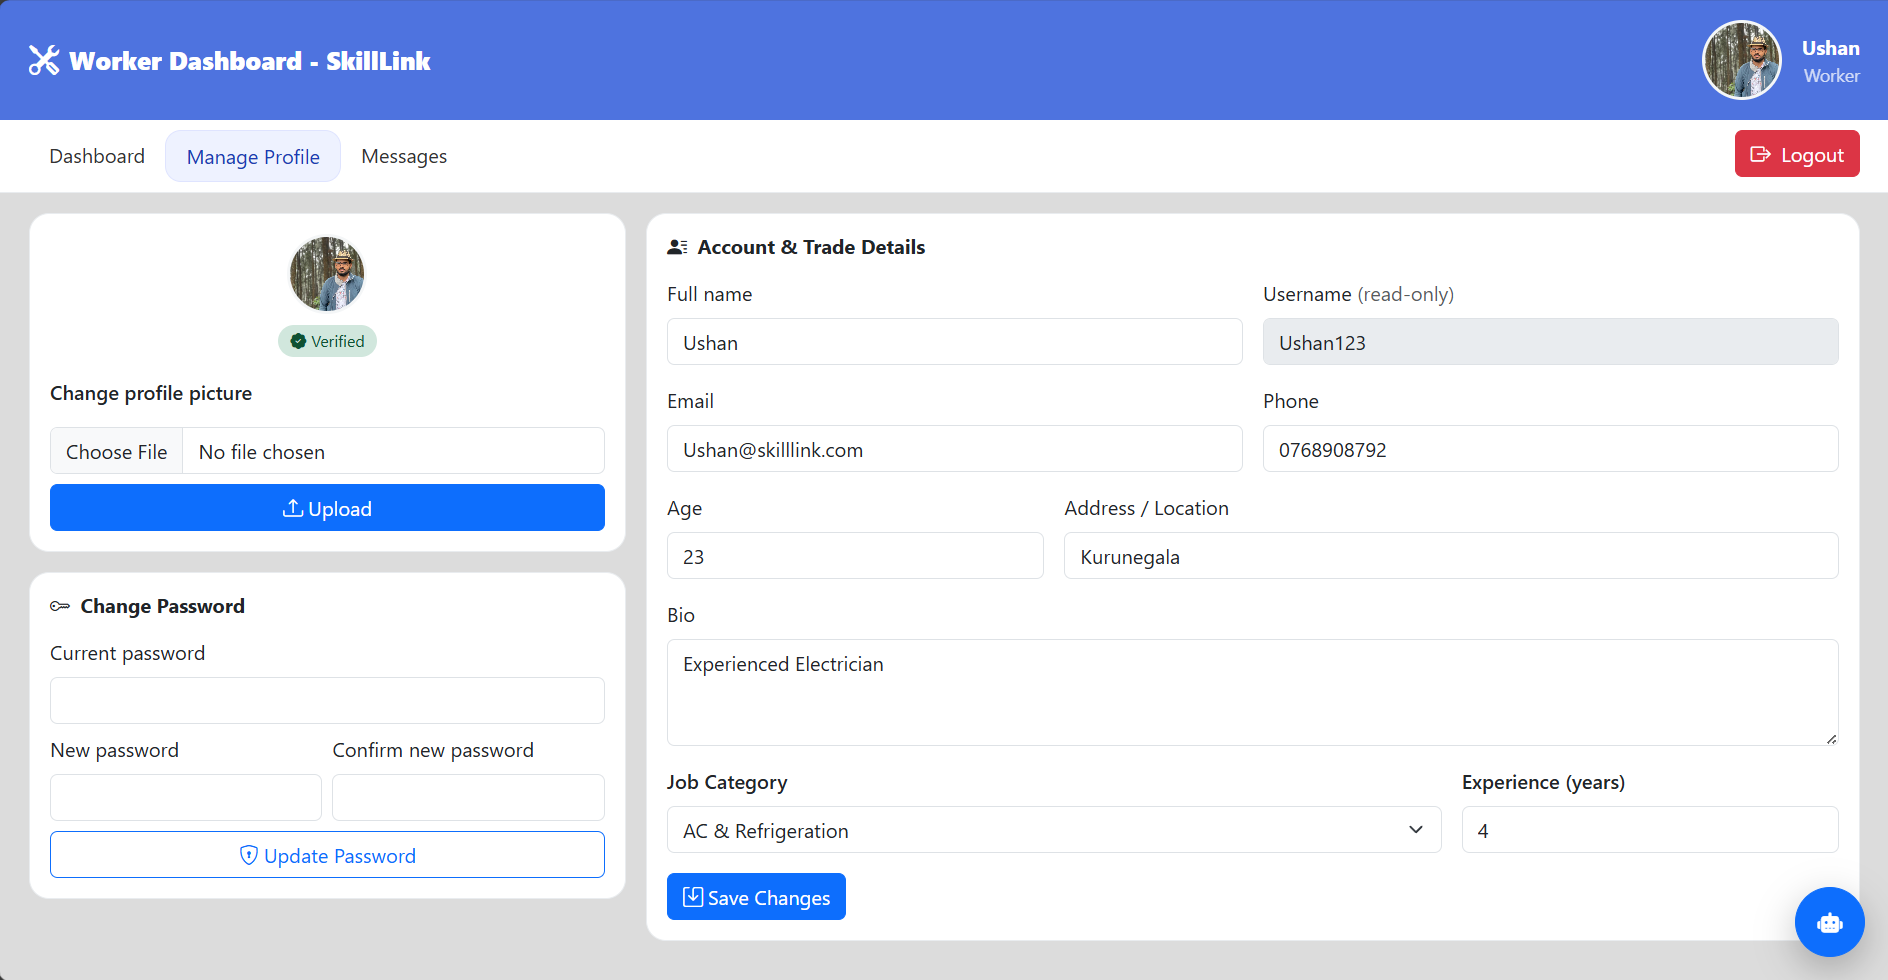 Worker Dashboard - SkillLink
Ushan
Worker
Dashboard
Manage Profile
Messages
Logout
Verified
Change profile picture
Choose File
No file chosen
Upload
Change Password
Current password
New password
Confirm new password
Update Password
Account & Trade Details
Full name
Username (read-only)
Ushan
Ushan123
Email
Phone
Ushan@skilllink.com
0768908792
Age
Address / Location
23
Kurunegala
Bio
Experienced Electrician
Job Category
Experience (years)
AC & Refrigeration
4
Save Changes